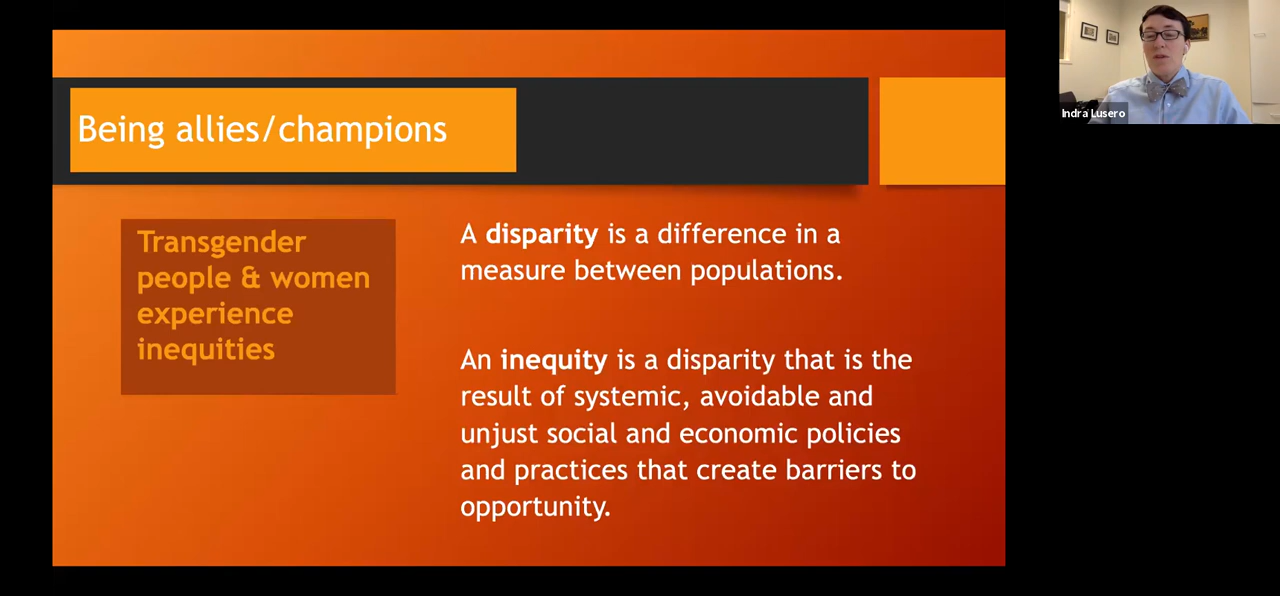 Being allies/champions
Transgender
people & women
experience
inequities
A disparity is a difference in a
measure between populations.
An inequity is a disparity that is the
result of systemic, avoidable and
unjust social and economic policies
and practices that create barriers to
opportunity.
Indra Lusero